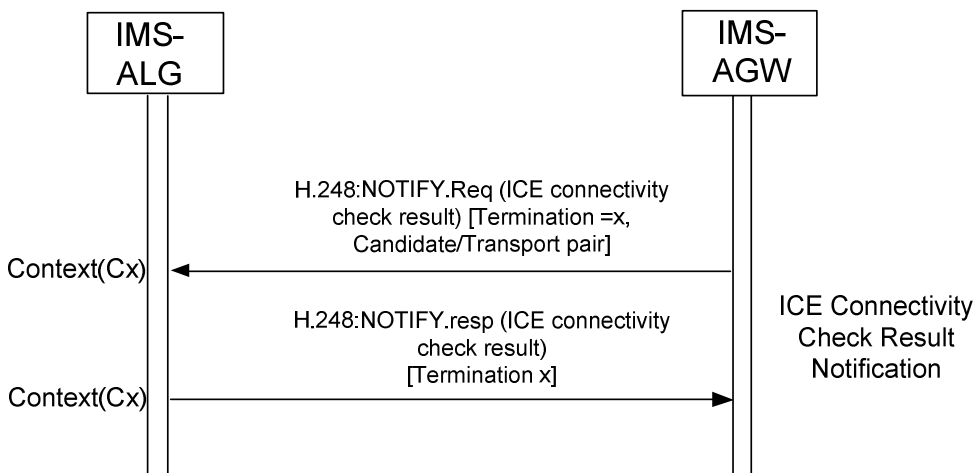 IMS-
ALG
IMS-
AGW
H.248:NOTIFY.Req (ICE connectivity
check result) [Termination =x,
Candidate/Transport pair]
Context(Cx)
H.248:NOTIFY.resp (ICE connectivity
check result)
[Termination x]
Context(Cx)
ICE Connectivity
Check Result
Notification